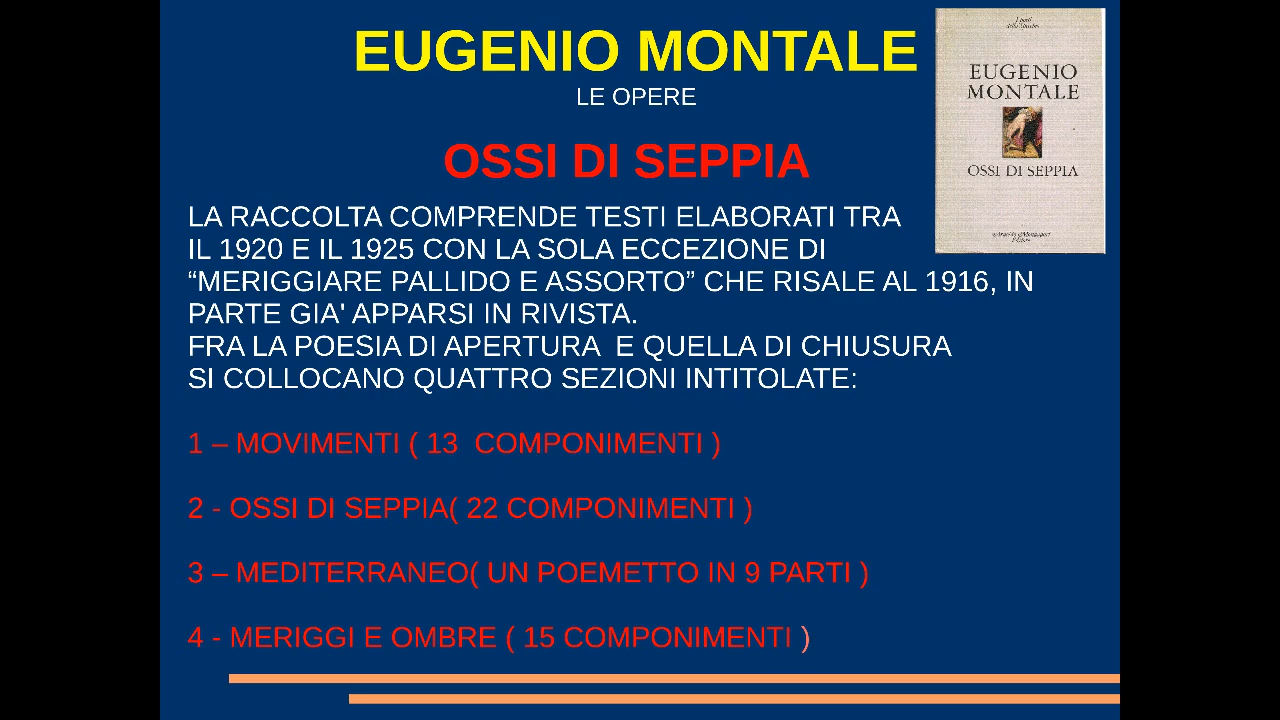 EUGENIO MONTALE
LE OPERE
OSSI DI SEPPIA
LA RACCOLTA COMPRENDE TESTI ELABORATI TRA
IL 1920 E IL 1925 CON LA SOLA ECCEZIONE DI
“MERIGGIARE PALLIDO E ASSORTO” CHE RISALE AL 1916, IN
PARTE GIA' APPARSI IN RIVISTA.
FRA LA POESIA DI APERTURA  E QUELLA DI CHIUSURA
SI COLLOCANO QUATTRO SEZIONI INTITOLATE:
1 – MOVIMENTI ( 13  COMPONIMENTI )
2 - OSSI DI SEPPIA( 22 COMPONIMENTI )
3 – MEDITERRANEO( UN POEMETTO IN 9 PARTI )
4 - MERIGGI E OMBRE ( 15 COMPONIMENTI )
EUGENIO
MONTALE
OSSI DI SEPPIA